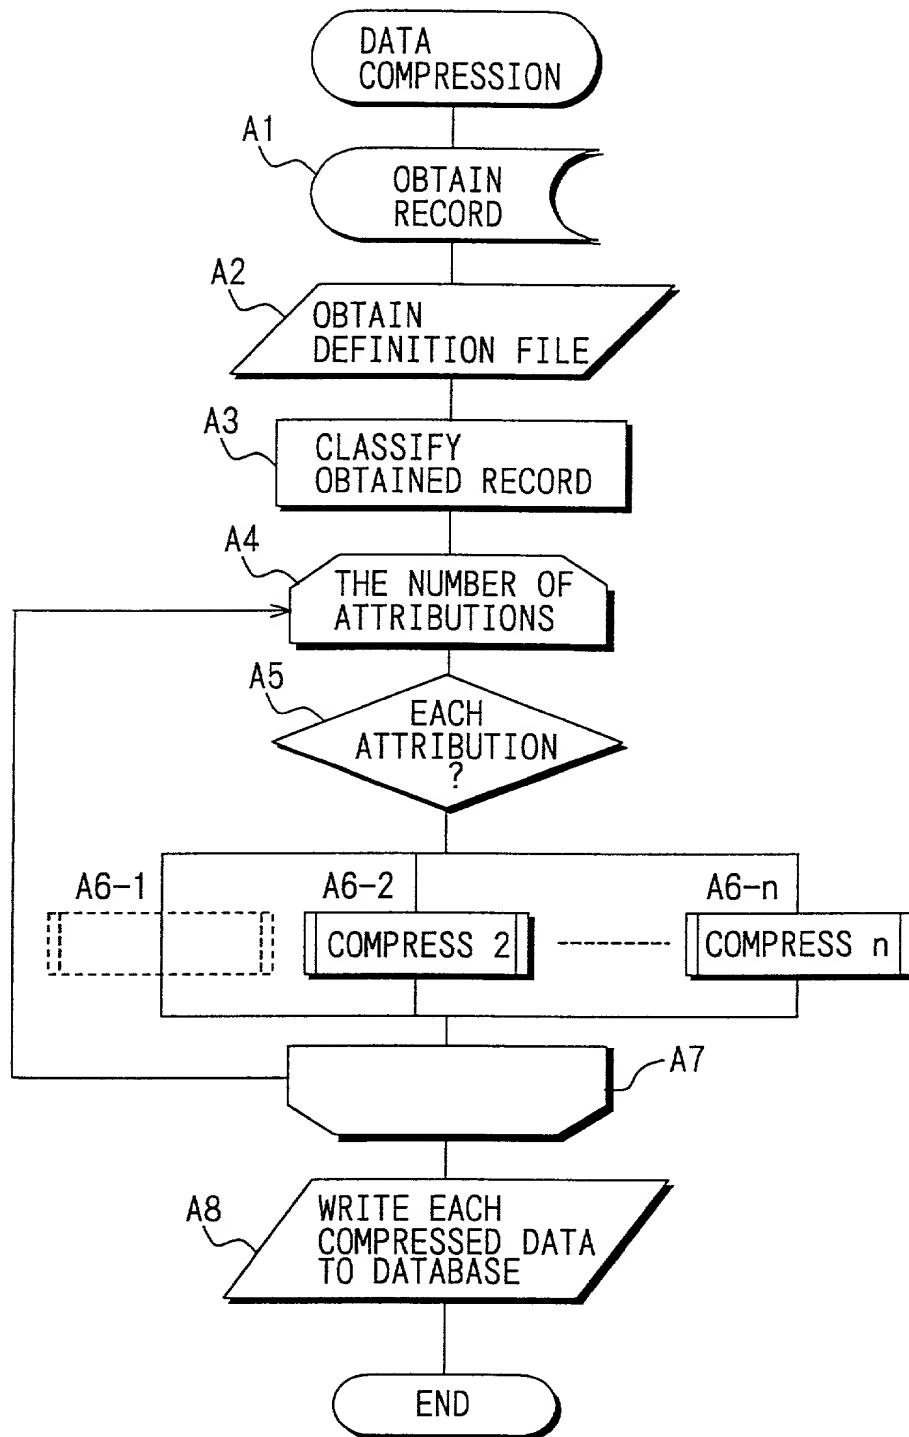 DATA
COMPRESSION
A1
OBTAIN
RECORD
A2
OBTAIN
DEFINITION FILE
A3
CLASSIFY
OBTAINED RECORD
A4
THE NUMBER OF
ATTRIBUTIONS
A5
EACH
ATTRIBUTION
?
A6-1
A6-2
A6-n
COMPRESS 2
COMPRESS n
A7
A8
WRITE EACH
COMPRESSED DATA
TO DATABASE
END